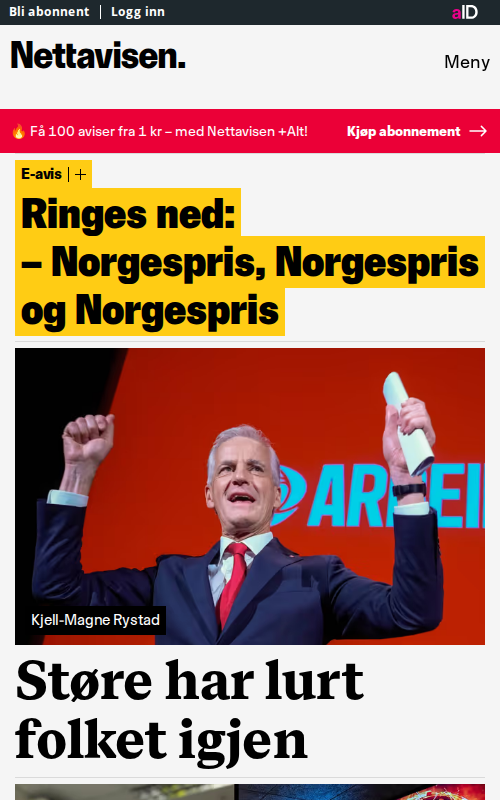 Bli abonnent | Logg inn
aID
Nettavisen.
Meny
🔥 Få 100 aviser fra 1 kr – med Nettavisen +Alt!
Kjøp abonnement →
E-avis | +
Ringes ned:
– Norgespris, Norgespris
og Norgespris
ARBEI
Kjell-Magne Rystad
Støre har lurt
folket igjen